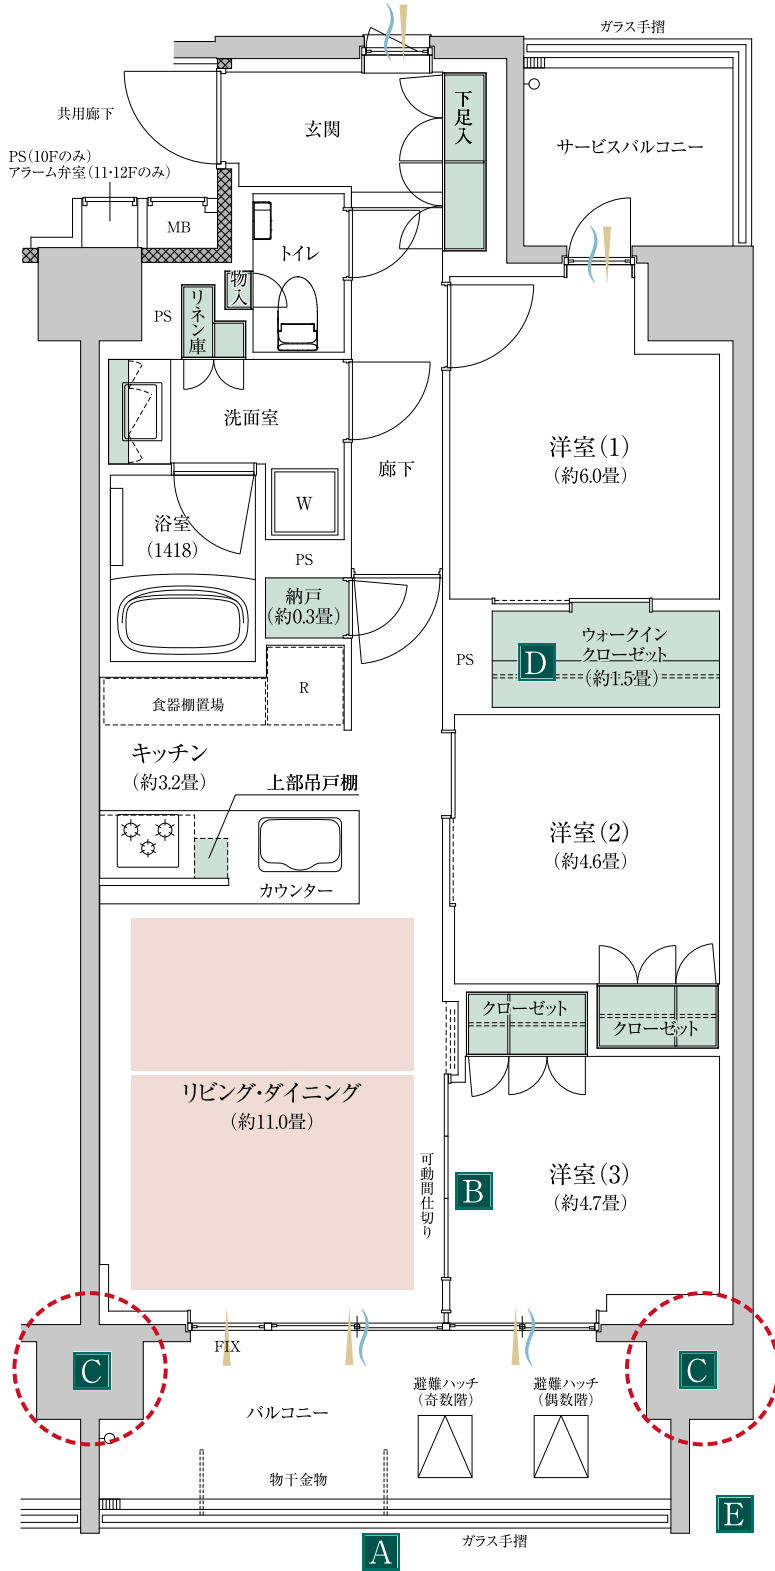 ガラス手摺
共用廊下
玄関
下足入
サービスバルコニー
PS(10Fのみ)
アラーム弁室(11・12Fのみ)
MB
トイレ
物入
リネン庫
PS
洗面室
廊下
洋室(1)
(約6.0畳)
W
浴室
(1418)
PS
納戸
(約0.3畳)
ウォークイン
クローゼット
(約1.5畳)
D
PS
R
食器棚置場
キッチン
(約3.2畳)
上部吊戸棚
洋室(2)
(約4.6畳)
カウンター
クローゼット
クローゼット
リビング・ダイニング
(約11.0畳)
可動間仕切り
B
洋室(3)
(約4.7畳)
FIX
C
C
避難ハッチ
(奇数階)
避難ハッチ
(偶数階)
バルコニー
物干金物
E
A
ガラス手摺